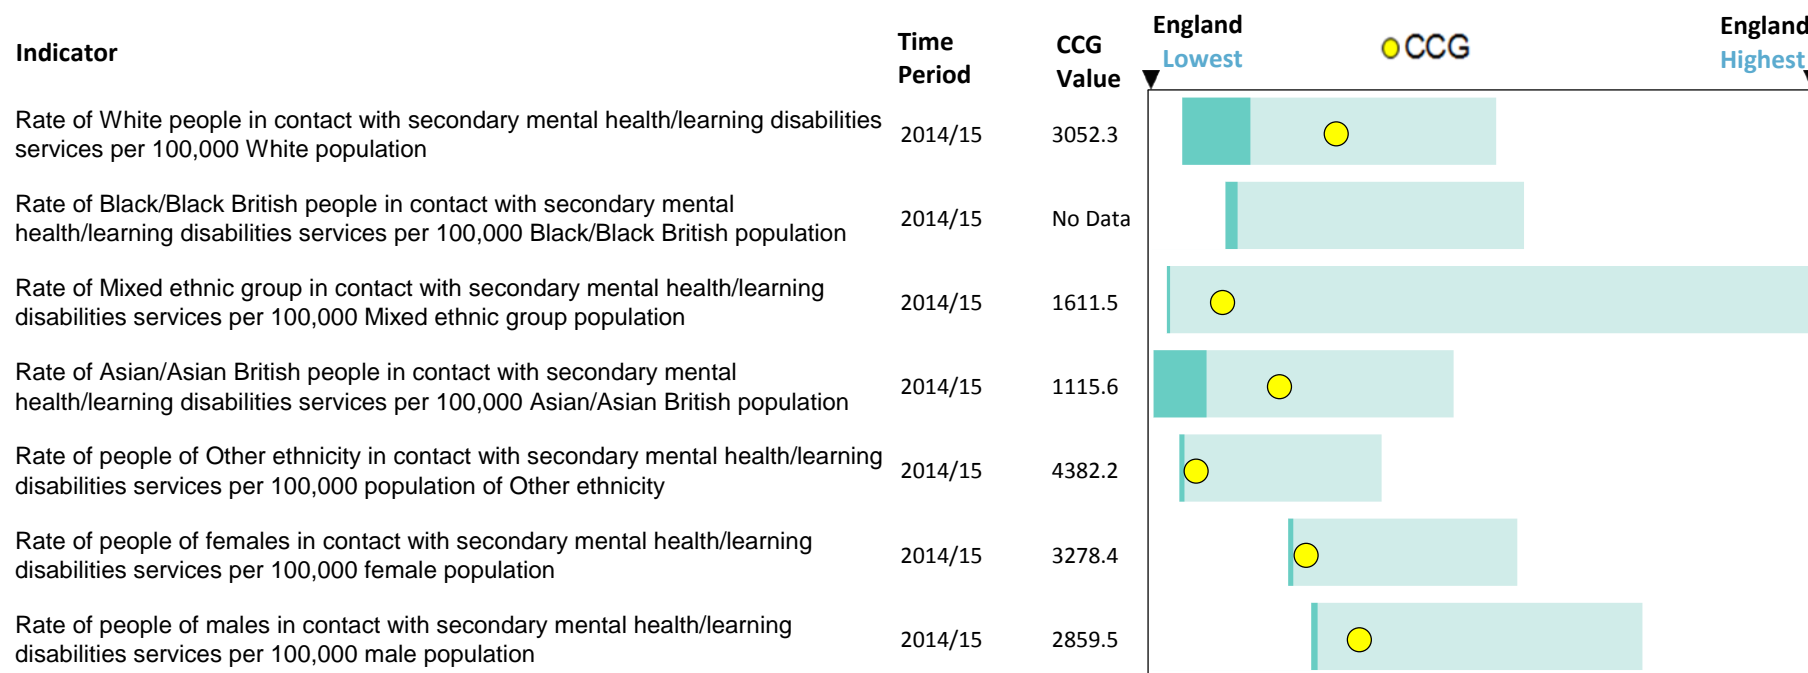 Indicator
Time Period
CCG Value
England Lowest
CCG
England Highest
Rate of White people in contact with secondary mental health/learning disabilities
services per 100,000 White population
2014/15
3052.3
Rate of Black/Black British people in contact with secondary mental
health/learning disabilities services per 100,000 Black/Black British population
2014/15
No Data
Rate of Mixed ethnic group in contact with secondary mental health/learning
disabilities services per 100,000 Mixed ethnic group population
2014/15
1611.5
Rate of Asian/Asian British people in contact with secondary mental
health/learning disabilities services per 100,000 Asian/Asian British population
2014/15
1115.6
Rate of people of Other ethnicity in contact with secondary mental health/learning
disabilities services per 100,000 population of Other ethnicity
2014/15
4382.2
Rate of people of females in contact with secondary mental health/learning
disabilities services per 100,000 female population
2014/15
3278.4
Rate of people of males in contact with secondary mental health/learning
disabilities services per 100,000 male population
2014/15
2859.5